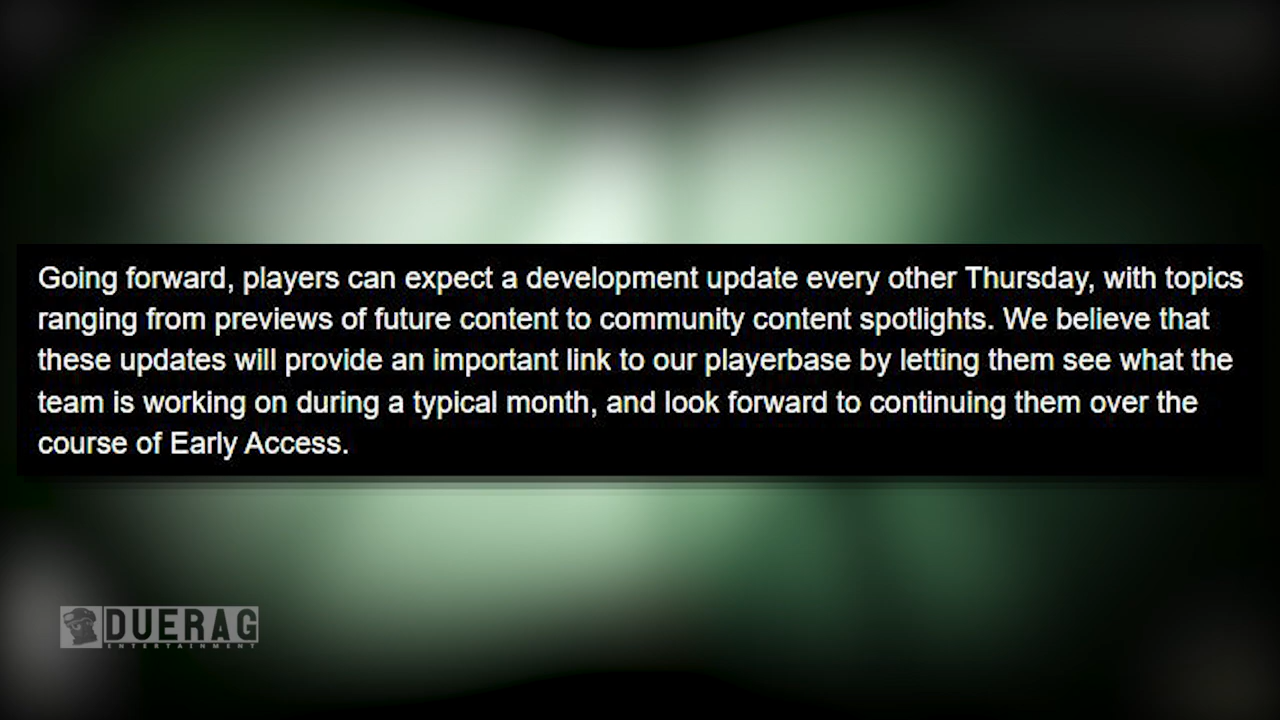 Going forward, players can expect a development update every other Thursday, with topics
ranging from previews of future content to community content spotlights. We believe that
these updates will provide an important link to our playerbase by letting them see what the
team is working on during a typical month, and look forward to continuing them over the
course of Early Access.
DUERAG
ENTERTAINMENT